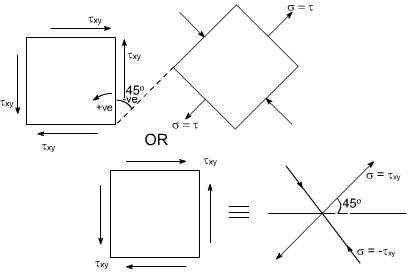 τxy
σ = τ
τxy
45°
-ve
+ve
τxy
τxy
σ = τ
OR
τxy
σ = τxy
45°
τxy
σ = -τxy